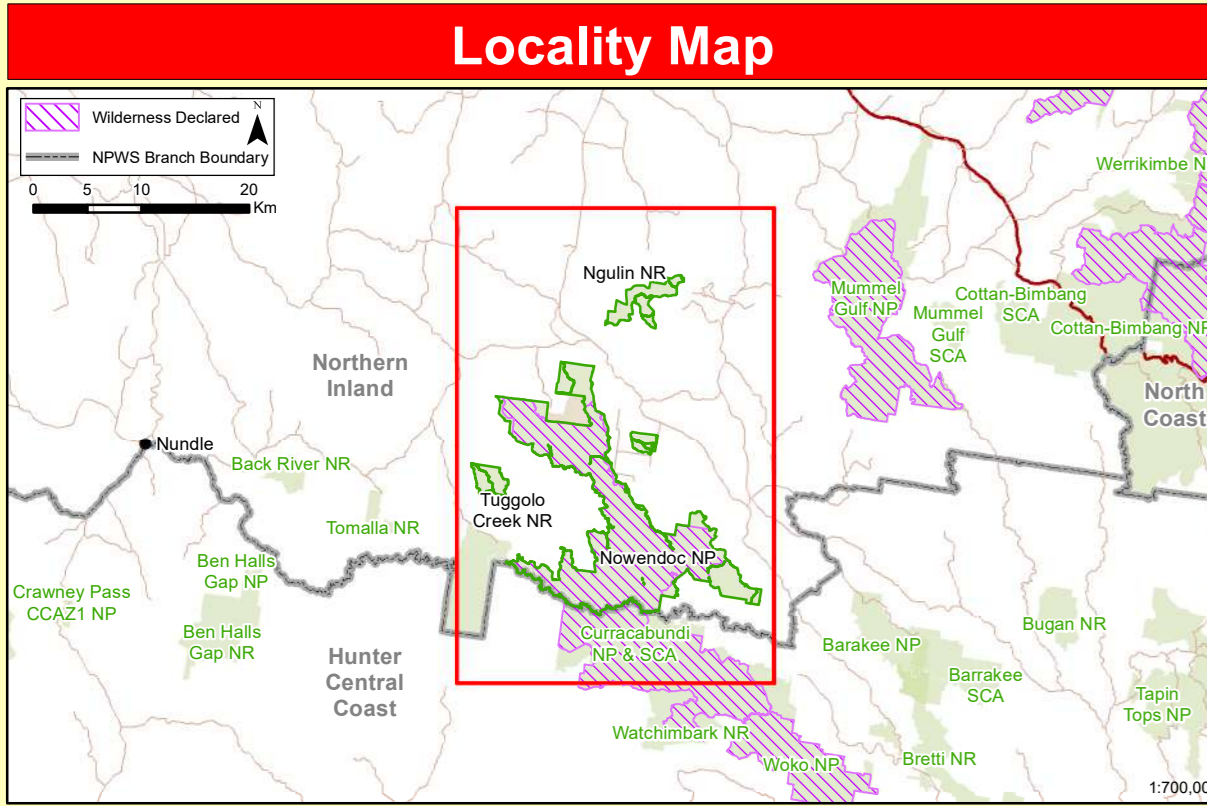 Locality Map
Wilderness Declared
N
NPWS Branch Boundary
0 5 10 20
Km
Werrikimbe N
Ngulin NR
Mummel
Gulf NP
Cottan-Bimbang
SCA
Mummel
Gulf
SCA
Cottan-Bimbang NP
Northern
Inland
North
Coast
Nundle
Back River NR
Tuggolo
Creek NR
Tomalla NR
Nowendoc NP
Ben Halls
Gap NP
Crawney Pass
CCAZ1 NP
Ben Halls
Gap NR
Curracabundi
NP & SCA
Barakee NP
Bugan NR
Hunter
Central
Coast
Barrakee
SCA
Tapin
Tops NP
Watchimbark NR
Woko NP
Bretti NR
1:700,00